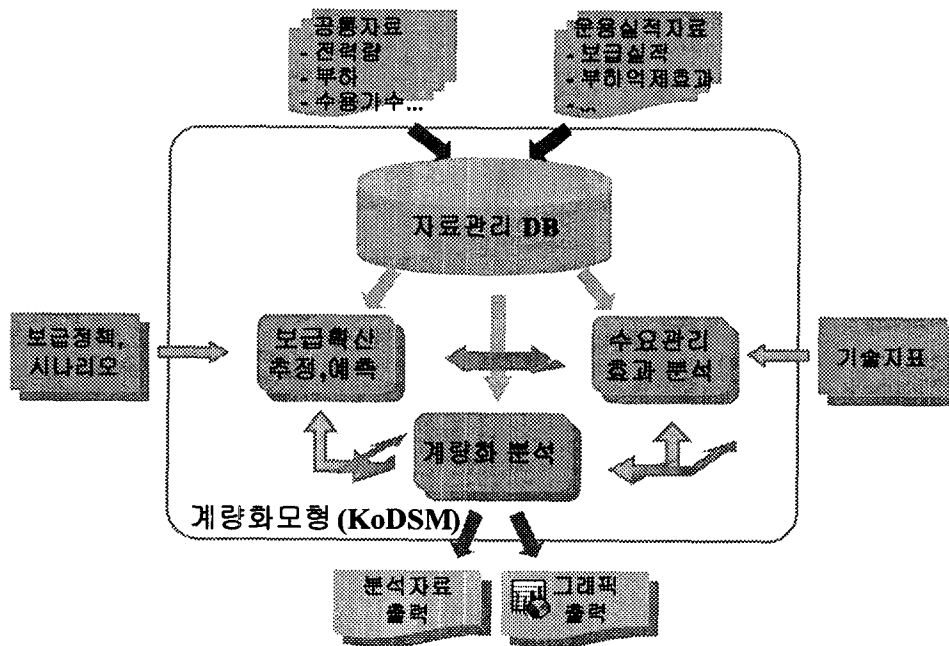 공통자료
- 전력량
- 부하
- 수용가수...
운용실적자료
- 보급실적
- 부하억제효과
- ...
자료관리 DB
보급정책,
시나리오
보급확산
추정,예측
수요관리
효과 분석
기술지표
계량화 분석
계량화모형 (KoDSM)
분석자료
출력
그래픽
출력